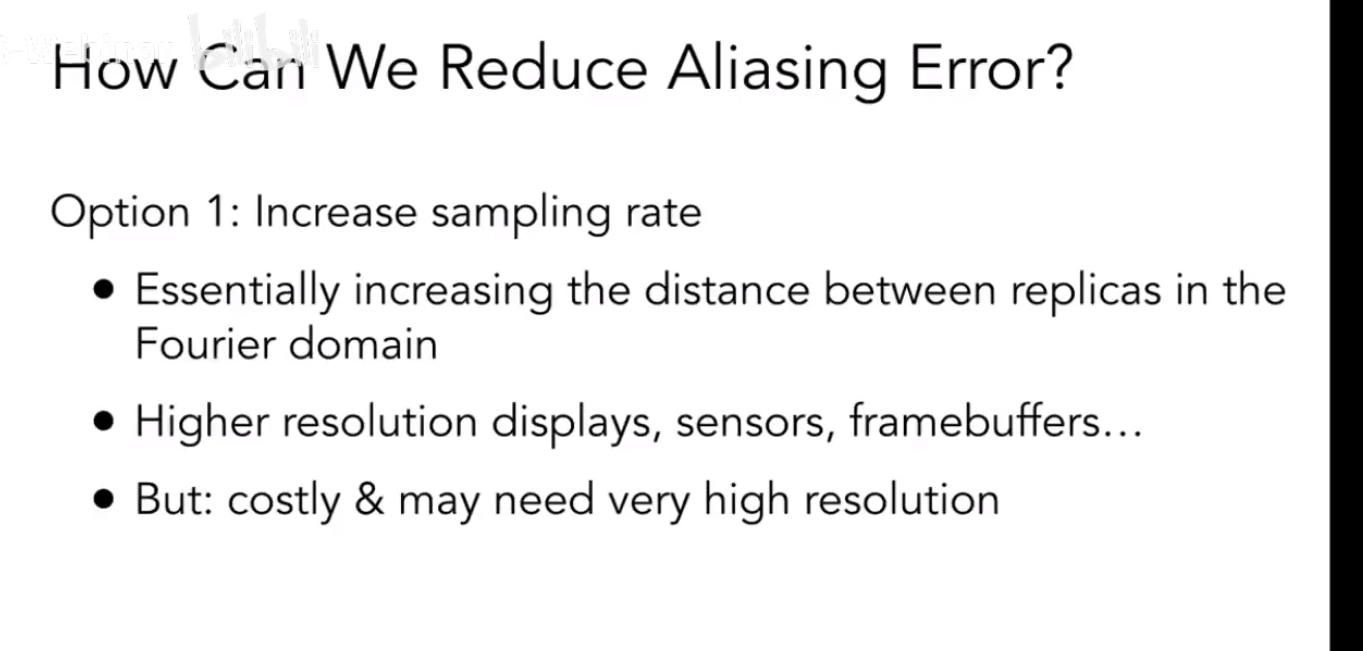 How Can We Reduce Aliasing Error?
bilibili
Option 1: Increase sampling rate
● Essentially increasing the distance between replicas in the
Fourier domain
● Higher resolution displays, sensors, framebuffers...
● But: costly & may need very high resolution